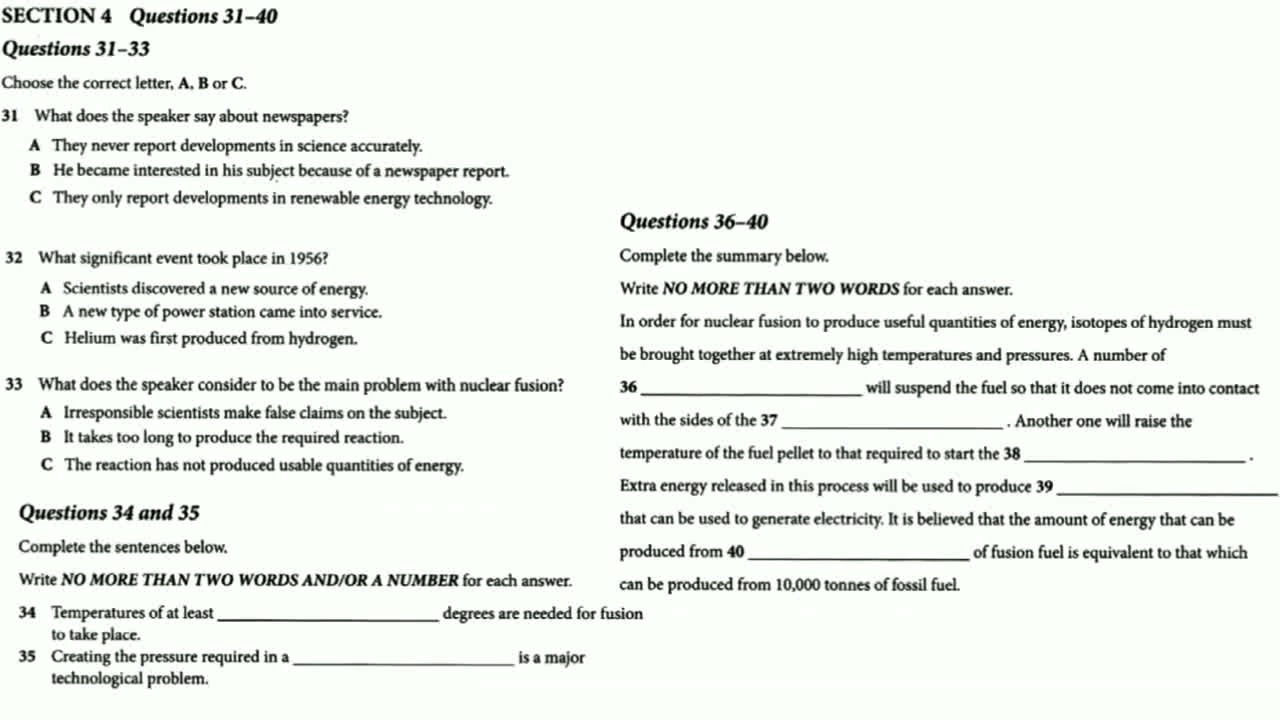 SECTION 4 Questions 31–40
Questions 31–33
Choose the correct letter, A, B or C.
31 What does the speaker say about newspapers?
A They never report developments in science accurately.
B He became interested in his subject because of a newspaper report.
C They only report developments in renewable energy technology.
32 What significant event took place in 1956?
A Scientists discovered a new source of energy.
B A new type of power station came into service.
C Helium was first produced from hydrogen.
33 What does the speaker consider to be the main problem with nuclear fusion?
A Irresponsible scientists make false claims on the subject.
B It takes too long to produce the required reaction.
C The reaction has not produced usable quantities of energy.
Questions 34 and 35
Complete the sentences below.
Write NO MORE THAN TWO WORDS AND/OR A NUMBER for each answer.
34 Temperatures of at least ____________________ degrees are needed for fusion
to take place.
35 Creating the pressure required in a ____________________ is a major
technological problem.
Questions 36–40
Complete the summary below.
Write NO MORE THAN TWO WORDS for each answer.
In order for nuclear fusion to produce useful quantities of energy, isotopes of hydrogen must
be brought together at extremely high temperatures and pressures. A number of
36 ____________________ will suspend the fuel so that it does not come into contact
with the sides of the 37 ____________________ . Another one will raise the
temperature of the fuel pellet to that required to start the 38 ____________________ .
Extra energy released in this process will be used to produce 39 ____________________
that can be used to generate electricity. It is believed that the amount of energy that can be
produced from 40 ____________________ of fusion fuel is equivalent to that which
can be produced from 10,000 tonnes of fossil fuel.